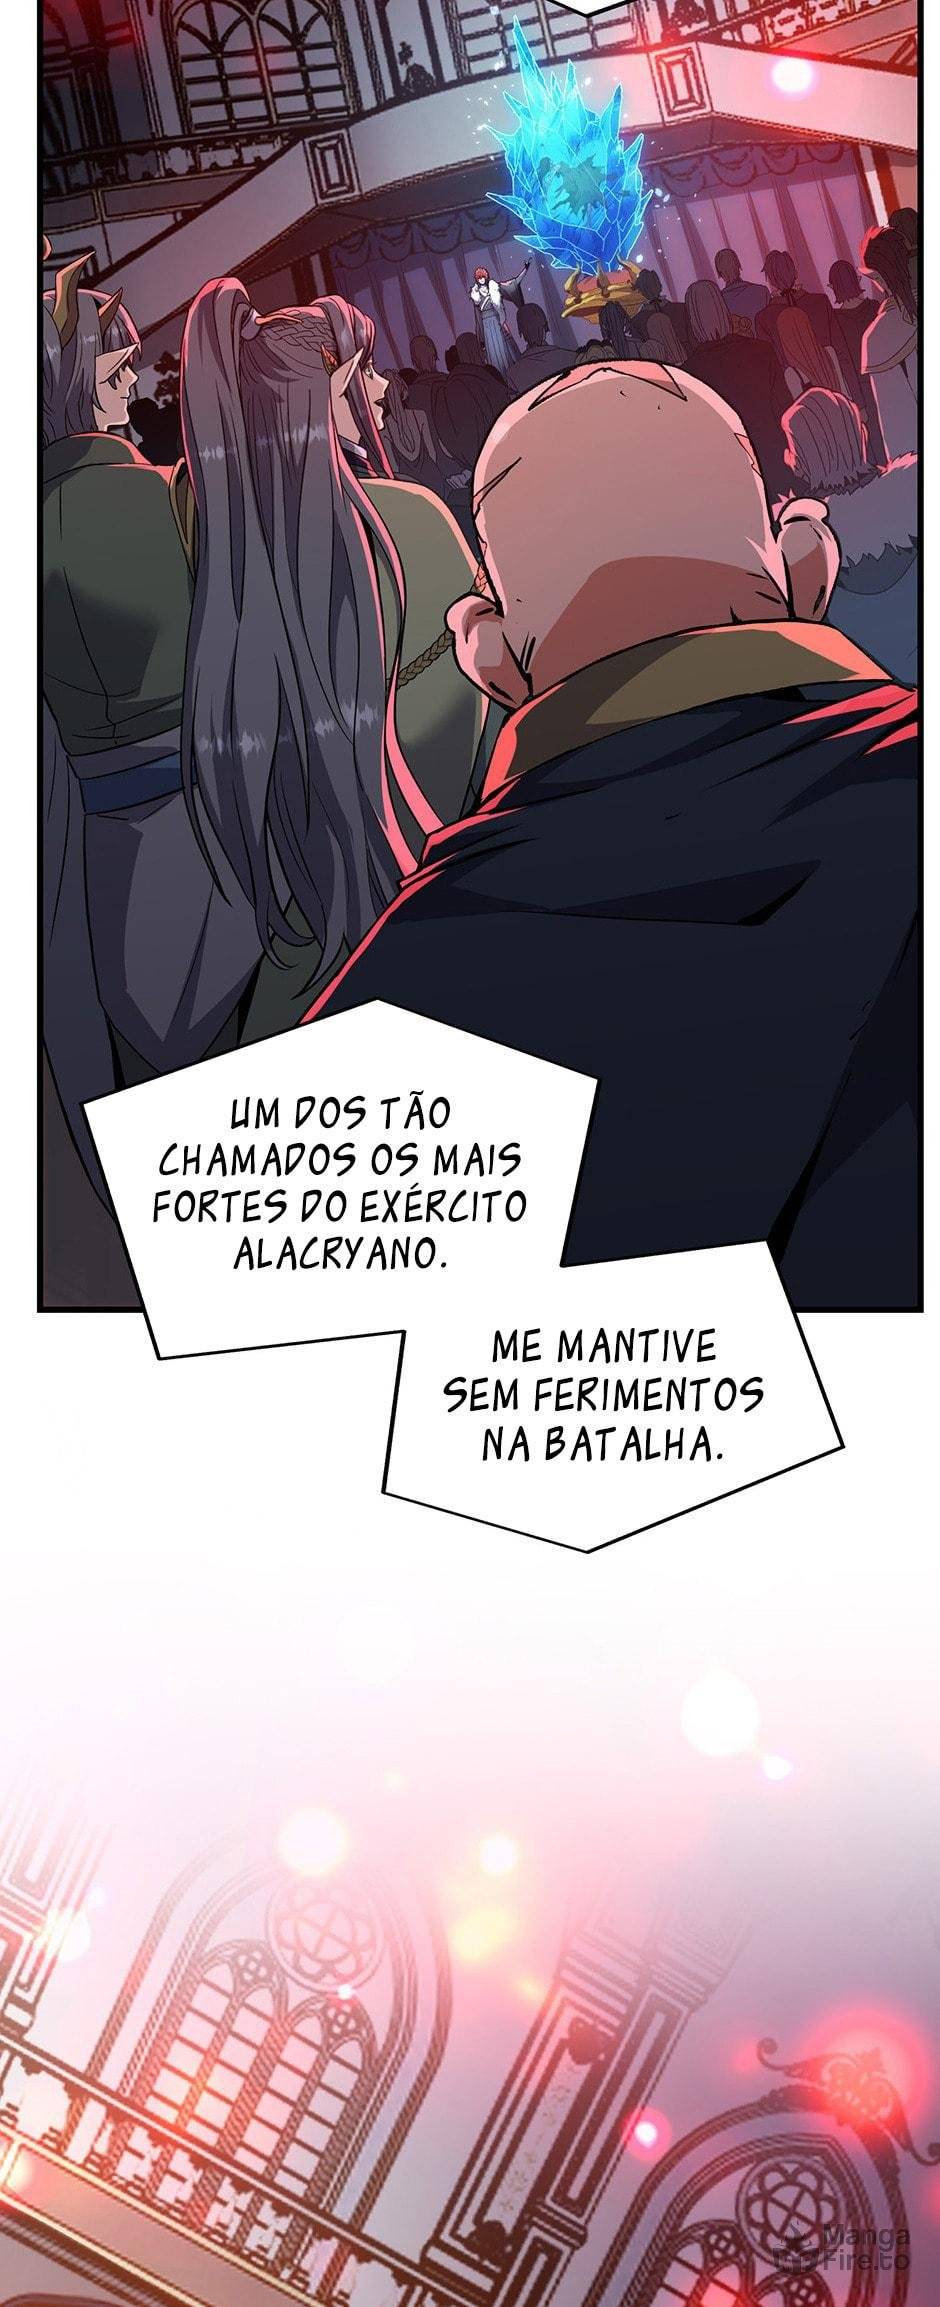 UM DOS TÃO
CHAMADOS OS MAIS
FORTES DO EXÉRCITO
ALACRYANO.
ME MANTIVE
SEM FERIMENTOS
NA BATALHA.
Manga
Fire.to